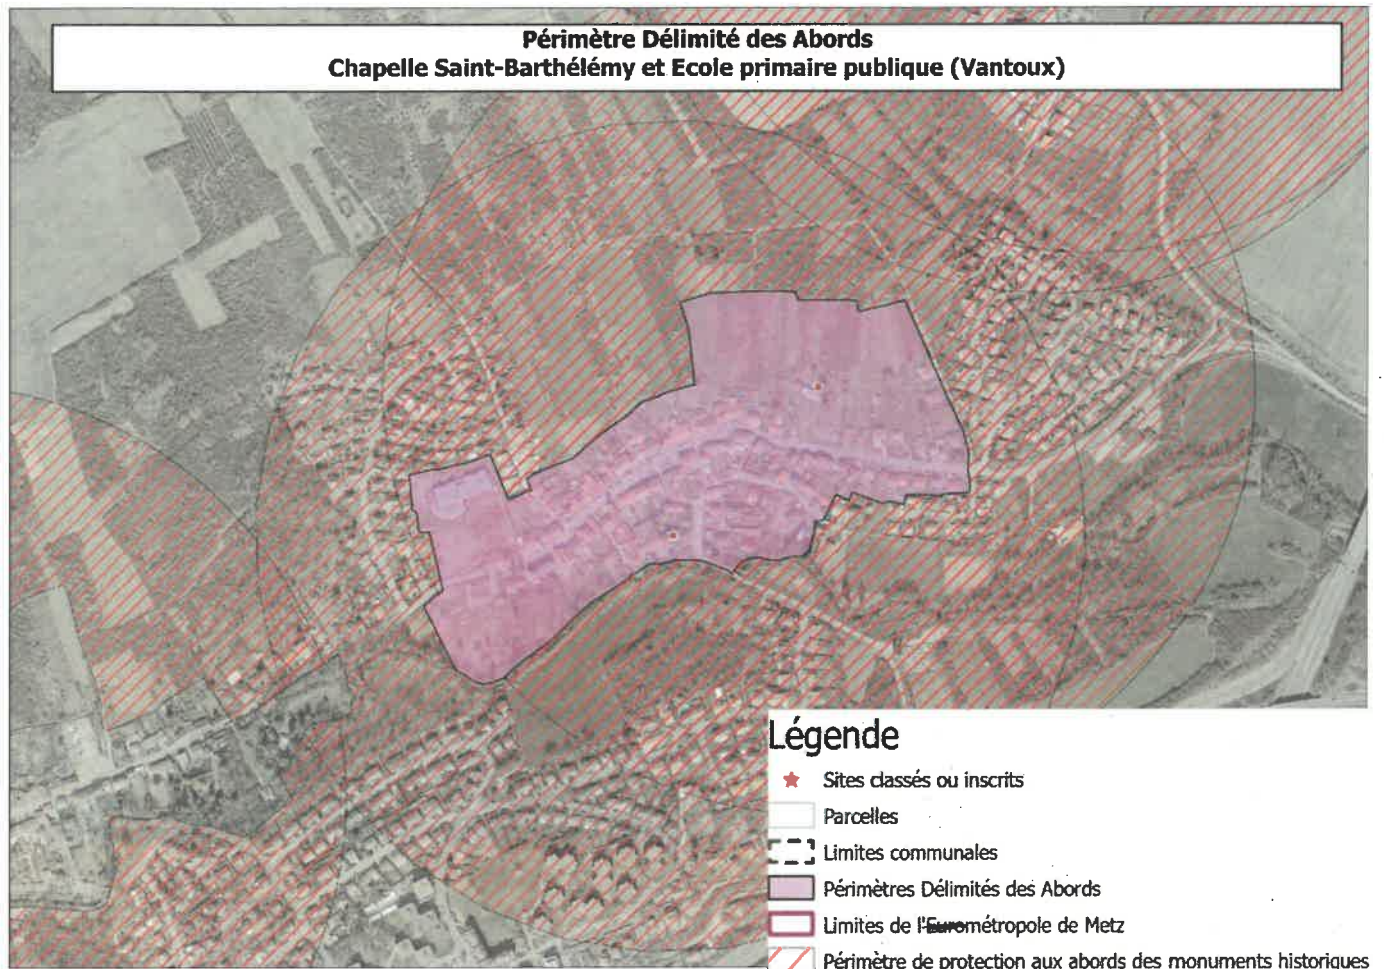 Périmètre Délimité des Abords
Chapelle Saint-Barthélémy et Ecole primaire publique (Vantoux)
Légende
Sites classés ou inscrits
Parcelles
Limites communales
Périmètres Délimités des Abords
Limites de l'Eurométropole de Metz
Périmètre de protection aux abords des monuments historiques